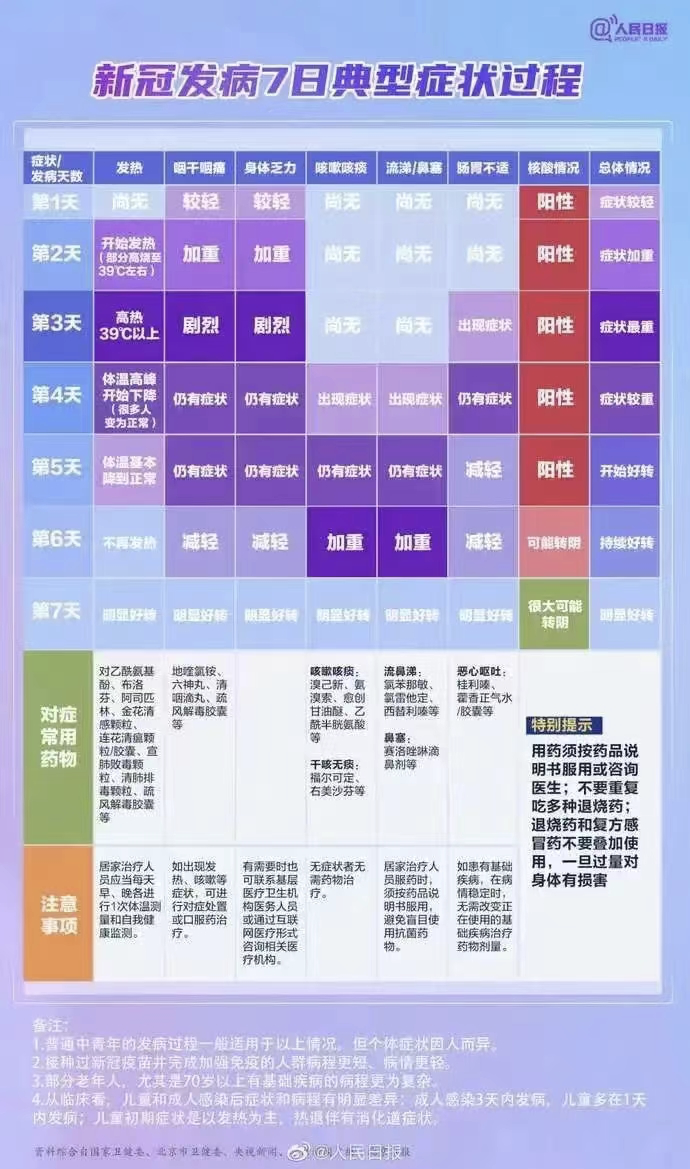 @人民日报
PEOPLE'S DAILY
新冠发病7日典型症状过程
症状/
发病天数
发热
咽干咽痛
身体乏力
咳嗽咳痰
流涕/鼻塞
肠胃不适
核酸情况
总体情况
第1天
尚无
较轻
较轻
尚无
尚无
尚无
阳性
症状较轻
第2天
开始发热
(部分高烧至
39℃左右)
加重
加重
尚无
尚无
尚无
阳性
症状加重
第3天
高热
39℃以上
剧烈
剧烈
尚无
尚无
出现症状
阳性
症状最重
第4天
体温高峰
开始下降
(很多人
变为正常)
仍有症状
仍有症状
出现症状
出现症状
仍有症状
阳性
症状较重
第5天
体温基本
降到正常
仍有症状
仍有症状
仍有症状
仍有症状
减轻
阳性
开始好转
第6天
不再发热
减轻
减轻
加重
加重
减轻
可能转阴
持续好转
第7天
明显好转
明显好转
明显好转
明显好转
明显好转
明显好转
很大可能
转阴
明显好转
对症
常用
药物
对乙酰氨基
酚、布洛
芬、阿司匹
林、金花清
感颗粒、
连花清瘟颗
粒/胶囊、宣
肺败毒颗
粒、清肺排
毒颗粒、疏
风解毒胶囊
等
地喹氯铵、
六神丸、清
咽滴丸、疏
风解毒胶囊
等
咳嗽咳痰:
溴己新、氨
溴索、愈创
甘油醚、乙
酰半胱氨酸
等
干咳无痰:
福尔可定、
右美沙芬等
流鼻涕:
氯苯那敏、
氯雷他定、
西替利嗪等
鼻塞:
赛洛唑啉滴
鼻剂等
恶心呕吐:
桂利嗪、
藿香正气水
/胶囊等
特别提示
用药须按药品说
明书服用或咨询
医生；不要重复
吃多种退烧药；
退烧药和复方感
冒药不要叠加使
用，一旦过量对
身体有损害
注意
事项
居家治疗人
员应当每天
早、晚各进
行1次体温测
量和自我健
康监测。
如出现发
热、咳嗽等
症状，可进
行对症处置
或口服药治
疗。
有需要时也
可联系基层
医疗卫生机
构医务人员
或通过互联
网医疗形式
咨询相关医
疗机构。
无症状者无
需药物治
疗。
居家治疗人
员服药时，
须按药品说
明书服用，
避免盲目使
用抗菌药
物。
如患有基础
疾病，在病
情稳定时，
无需改变正
在使用的基
础疾病治疗
药物剂量。
备注：
1.普通中青年的发病过程一般适用于以上情况，但个体症状因人而异。
2.接种过新冠疫苗并完成加强免疫的人群病程更短、病情更轻。
3.部分老年人，尤其是70岁以上有基础疾病的病程更为复杂。
4.从临床看，儿童和成人感染后症状和病程有明显差异：成人感染3天内发病，儿童多在1天
内发病；儿童初期症状是以发热为主，热退伴有消化道症状。
资料综合自国家卫健委、北京市卫健委、央视新闻、
@人民日报